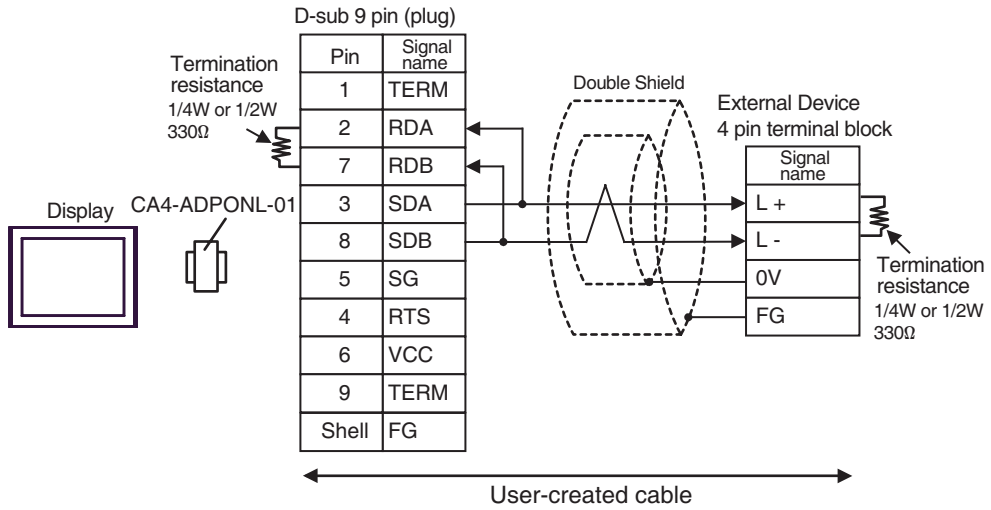 D-sub 9 pin (plug)
Pin Signal name
1 TERM
2 RDA
7 RDB
3 SDA
8 SDB
5 SG
4 RTS
6 VCC
9 TERM
Shell FG
Termination
resistance
1/4W or 1/2W
330Ω
Display
CA4-ADPONL-01
Double Shield
External Device
4 pin terminal block
Signal
name
L +
L -
0V
FG
Termination
resistance
1/4W or 1/2W
330Ω
User-created cable